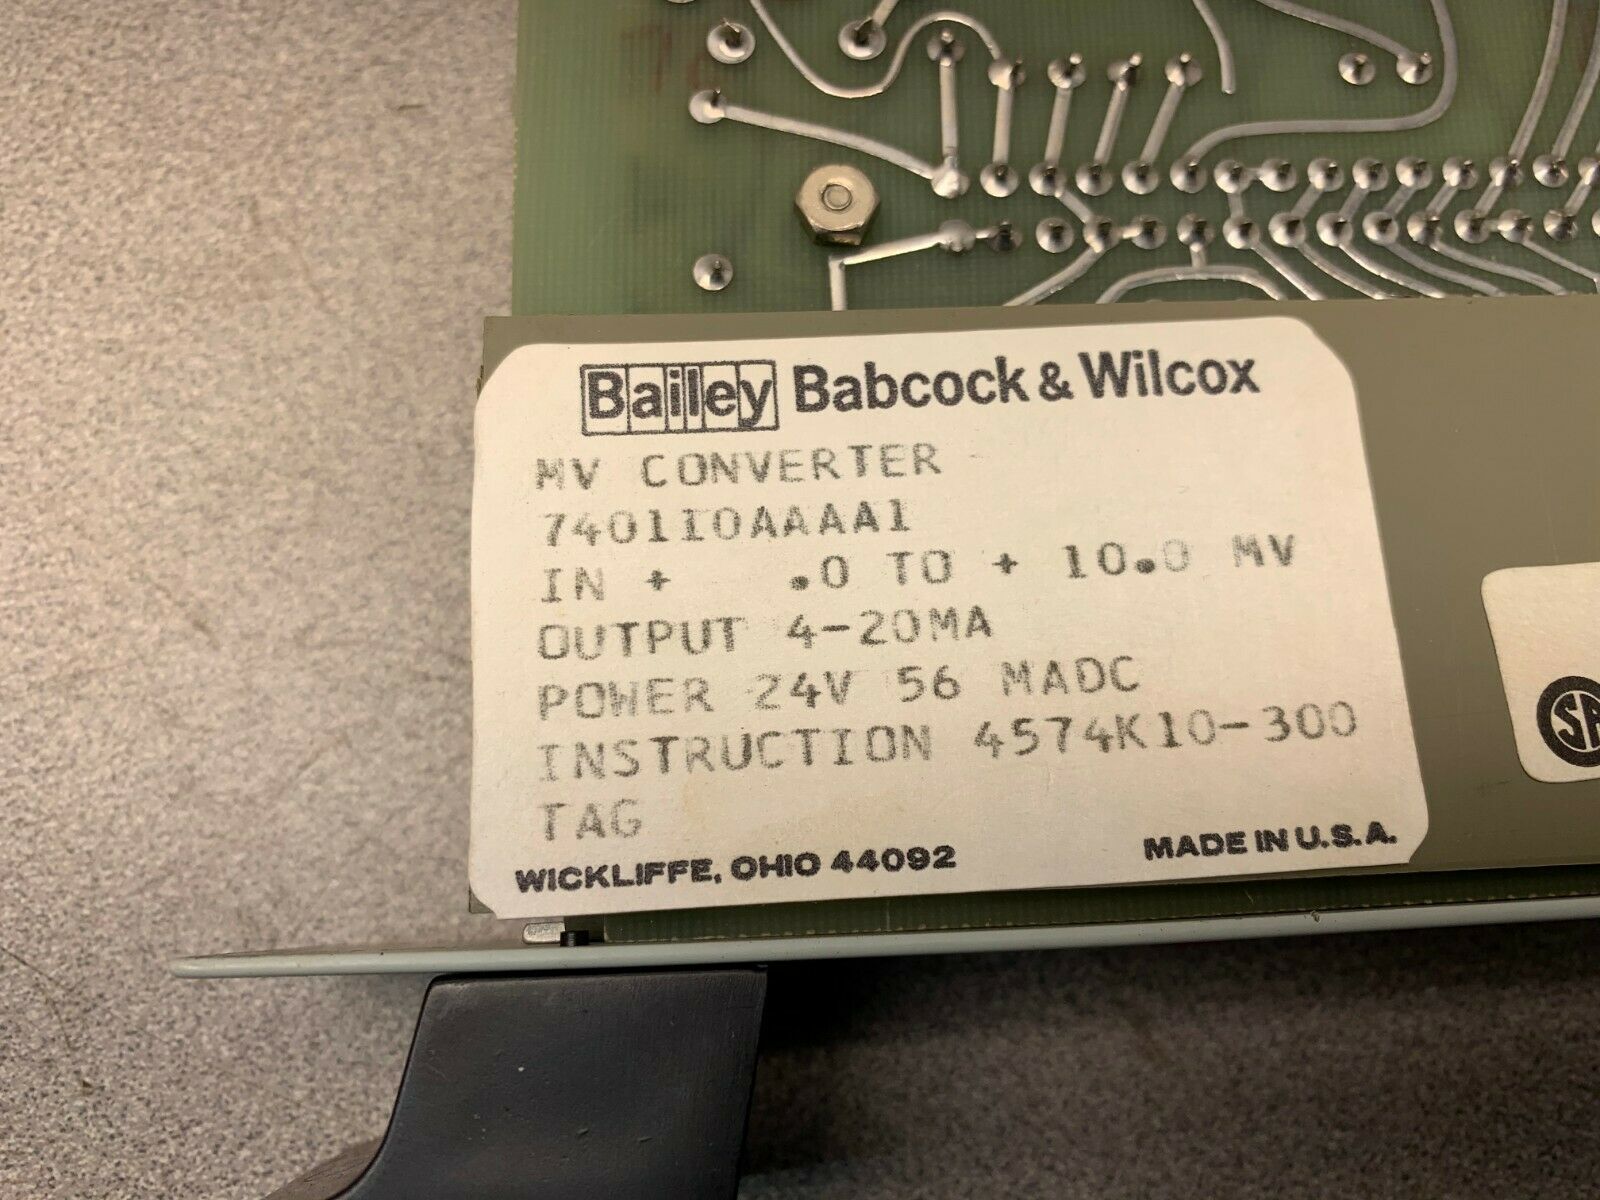 Bailey Babcock & Wilcox
MV CONVERTER
740110AAAA1
IN + .0 TO + 10.0 MV
OUTPUT 4-20MA
POWER 24V 56 MADC
INSTRUCTION 4574K10-300
TAG
WICKLIFFE, OHIO 44092 MADE IN U.S.A.